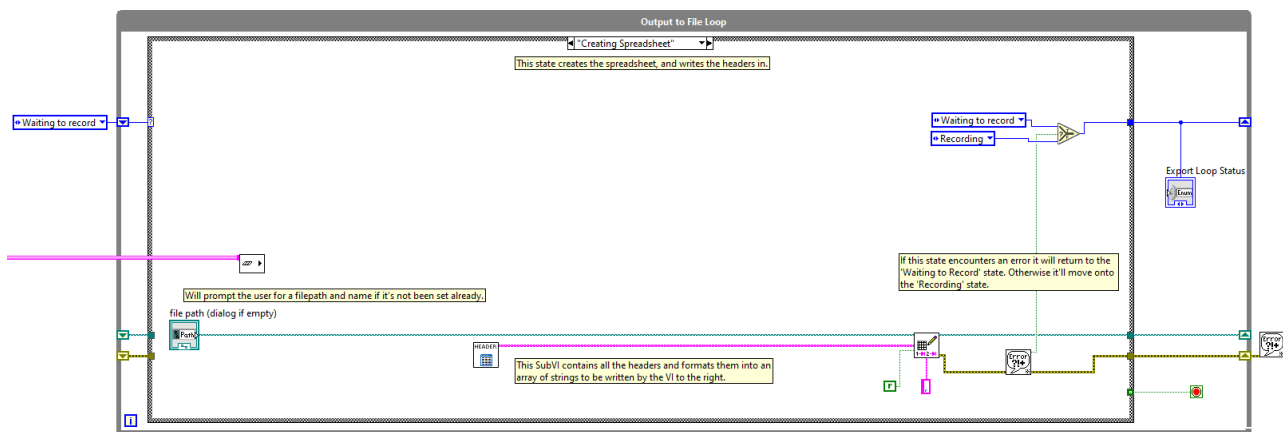 Output to File Loop
"Creating Spreadsheet"
This state creates the spreadsheet, and writes the headers in.
Waiting to record
Waiting to record
Recording
Export Loop Status
Enum
If this state encounters an error it will return to the
'Waiting to Record' state. Otherwise it'll move onto
the 'Recording' state.
Will prompt the user for a filepath and name if it's not been set already.
file path (dialog if empty)
Path
HEADER
This SubVI contains all the headers and formats them into an
array of strings to be written by the VI to the right.
Error
?!+
Error
?!+
i